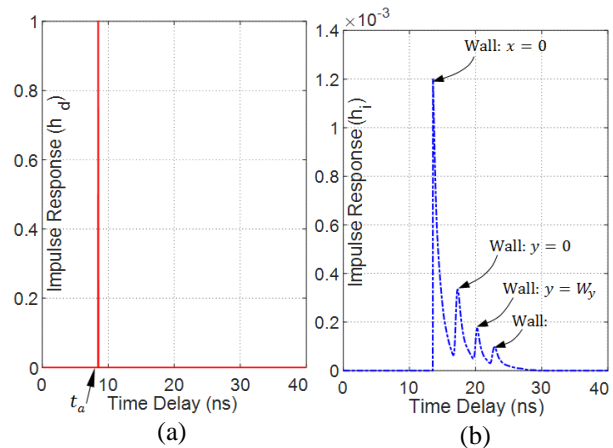 1
0.8
0.6
0.4
0.2
0
Impulse Response (h_d)
0 10 20 30 40
t_a
Time Delay (ns)
(a)
×10^-3
1.4
1.2
1
0.8
0.6
0.4
0.2
0
Impulse Response (h_i)
Wall: x = 0
Wall: y = 0
Wall: y = W_y
Wall:
0 10 20 30 40
Time Delay (ns)
(b)